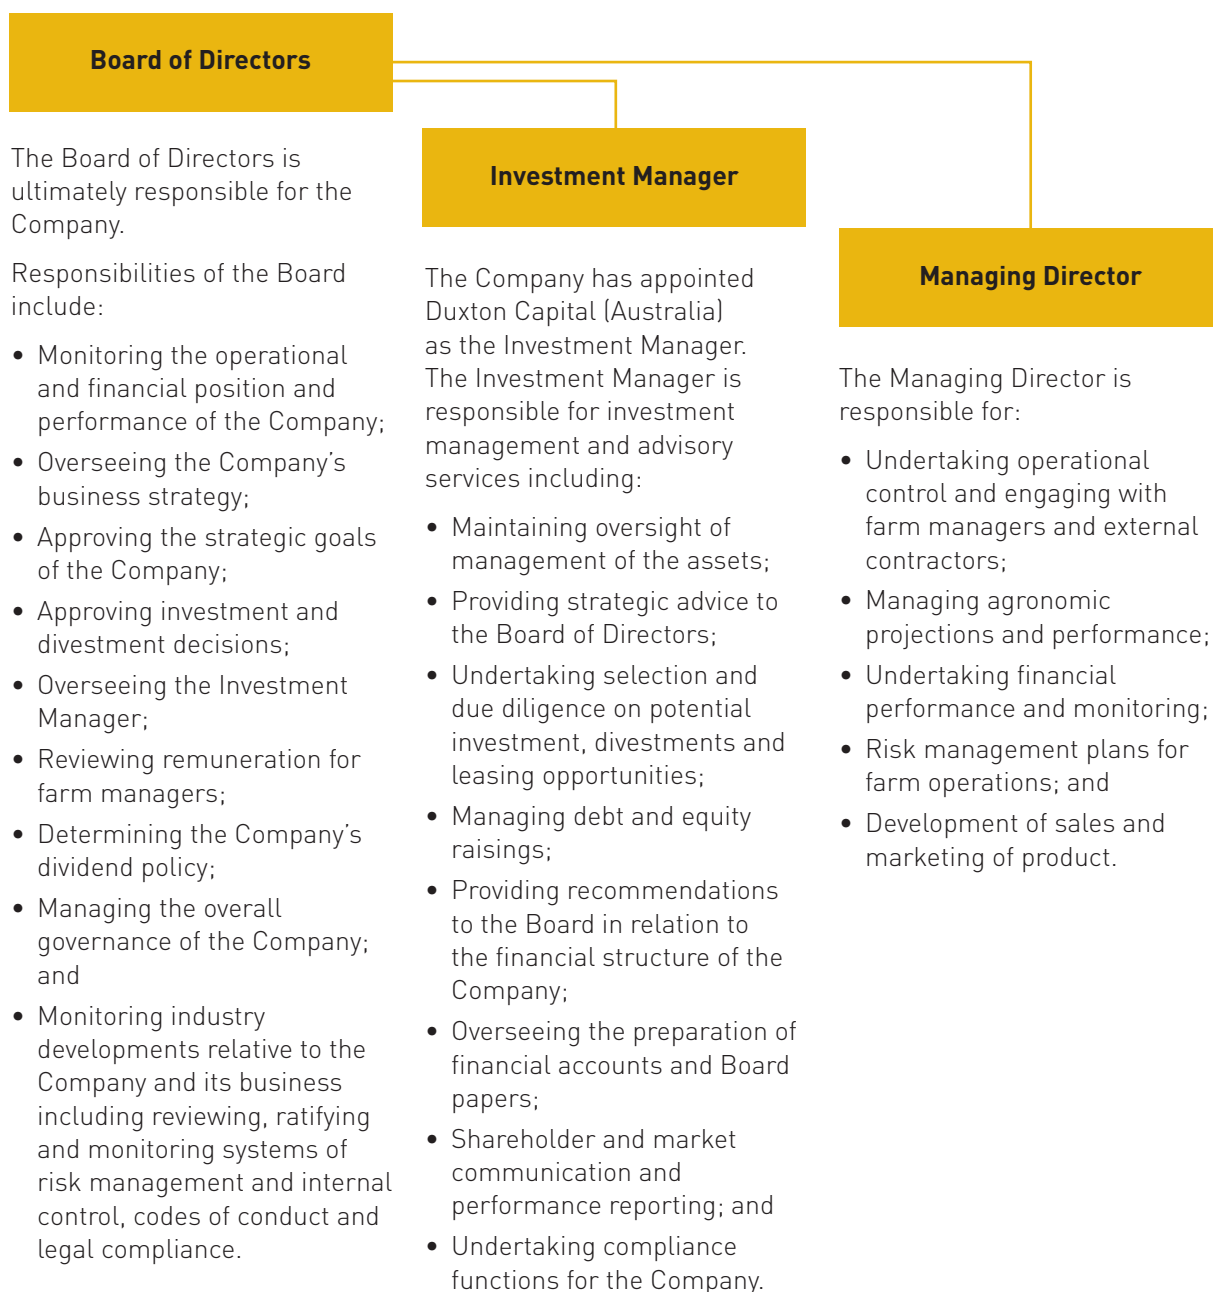 Board of Directors
The Board of Directors is
ultimately responsible for the
Company.
Responsibilities of the Board
include:
• Monitoring the operational
and financial position and
performance of the Company;
• Overseeing the Company’s
business strategy;
• Approving the strategic goals
of the Company;
• Approving investment and
divestment decisions;
• Overseeing the Investment
Manager;
• Reviewing remuneration for
farm managers;
• Determining the Company’s
dividend policy;
• Managing the overall
governance of the Company;
and
• Monitoring industry
developments relative to the
Company and its business
including reviewing, ratifying
and monitoring systems of
risk management and internal
control, codes of conduct and
legal compliance.
Investment Manager
The Company has appointed
Duxton Capital (Australia)
as the Investment Manager.
The Investment Manager is
responsible for investment
management and advisory
services including:
• Maintaining oversight of
management of the assets;
• Providing strategic advice to
the Board of Directors;
• Undertaking selection and
due diligence on potential
investment, divestments and
leasing opportunities;
• Managing debt and equity
raisings;
• Providing recommendations
to the Board in relation to
the financial structure of the
Company;
• Overseeing the preparation of
financial accounts and Board
papers;
• Shareholder and market
communication and
performance reporting; and
• Undertaking compliance
functions for the Company.
Managing Director
The Managing Director is
responsible for:
• Undertaking operational
control and engaging with
farm managers and external
contractors;
• Managing agronomic
projections and performance;
• Undertaking financial
performance and monitoring;
• Risk management plans for
farm operations; and
• Development of sales and
marketing of product.